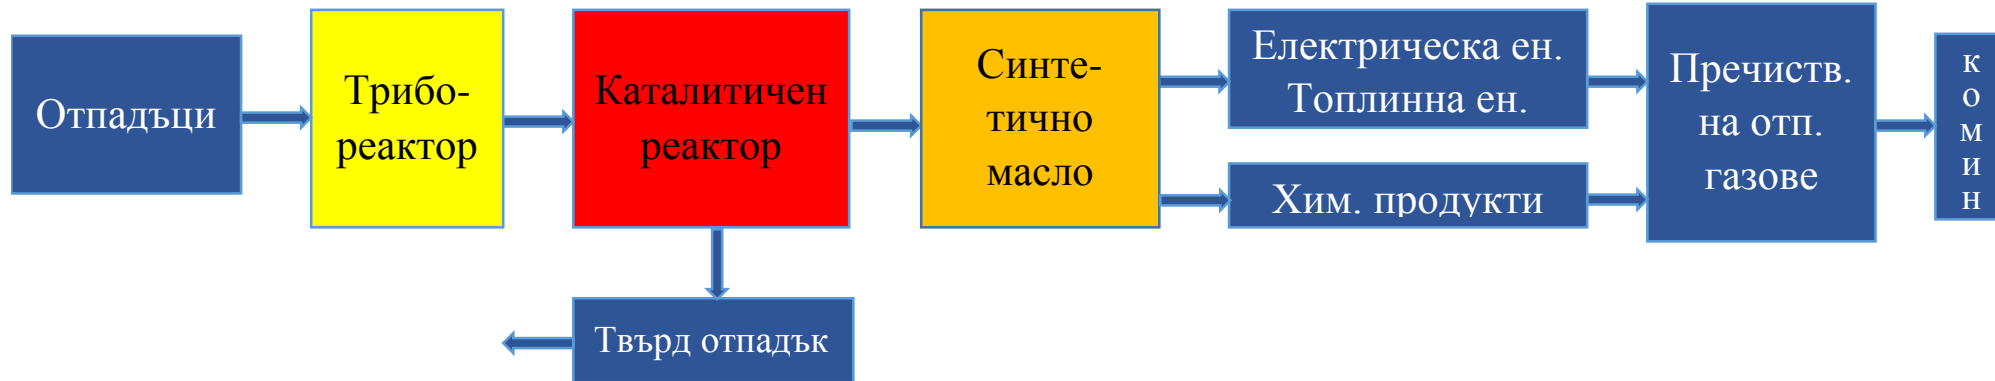 Отпадъци
Трибо-
реактор
Каталитичен
реактор
Синте-
тично
масло
Електрическа ен.
Топлинна ен.
Хим. продукти
Пречиств.
на отп.
газове
к
о
м
и
н
Твърд отпадък